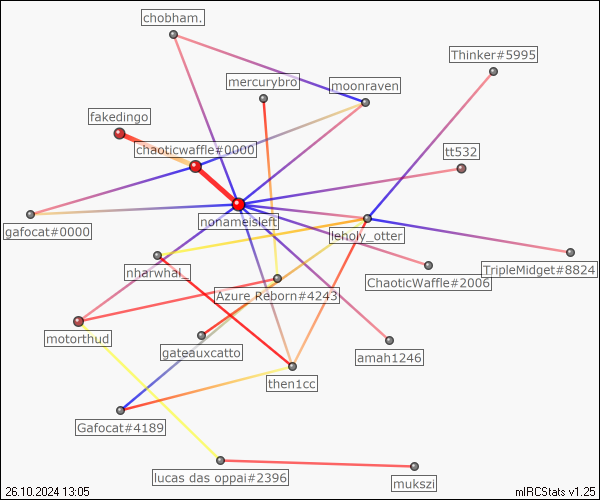 chobham.
Thinker#5995
mercurybro
moonraven
fakedingo
chaoticwaffle#0000
tt532
nonameisleft
gafocat#0000
leholy_otter
nharwhal_
TripleMidget#8824
ChaoticWaffle#2006
Azure Reborn#4243
motorthud
gateauxcatto
amah1246
then1cc
Gafocat#4189
lucas das oppai#2396
mukszi
26.10.2024 13:05
mIRCStats v1.25